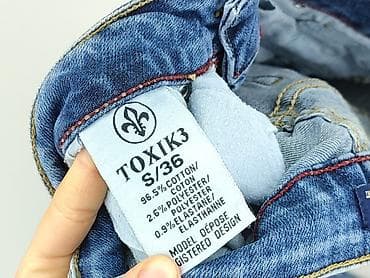 TOXIK3
S/36
96.5% COTTON/
COTON
2.6% POLYESTER/
POLYESTER
0.9% ELASTANE/
ELASTHANNE
MODEL DEPOSE
GISTERED DESIGN